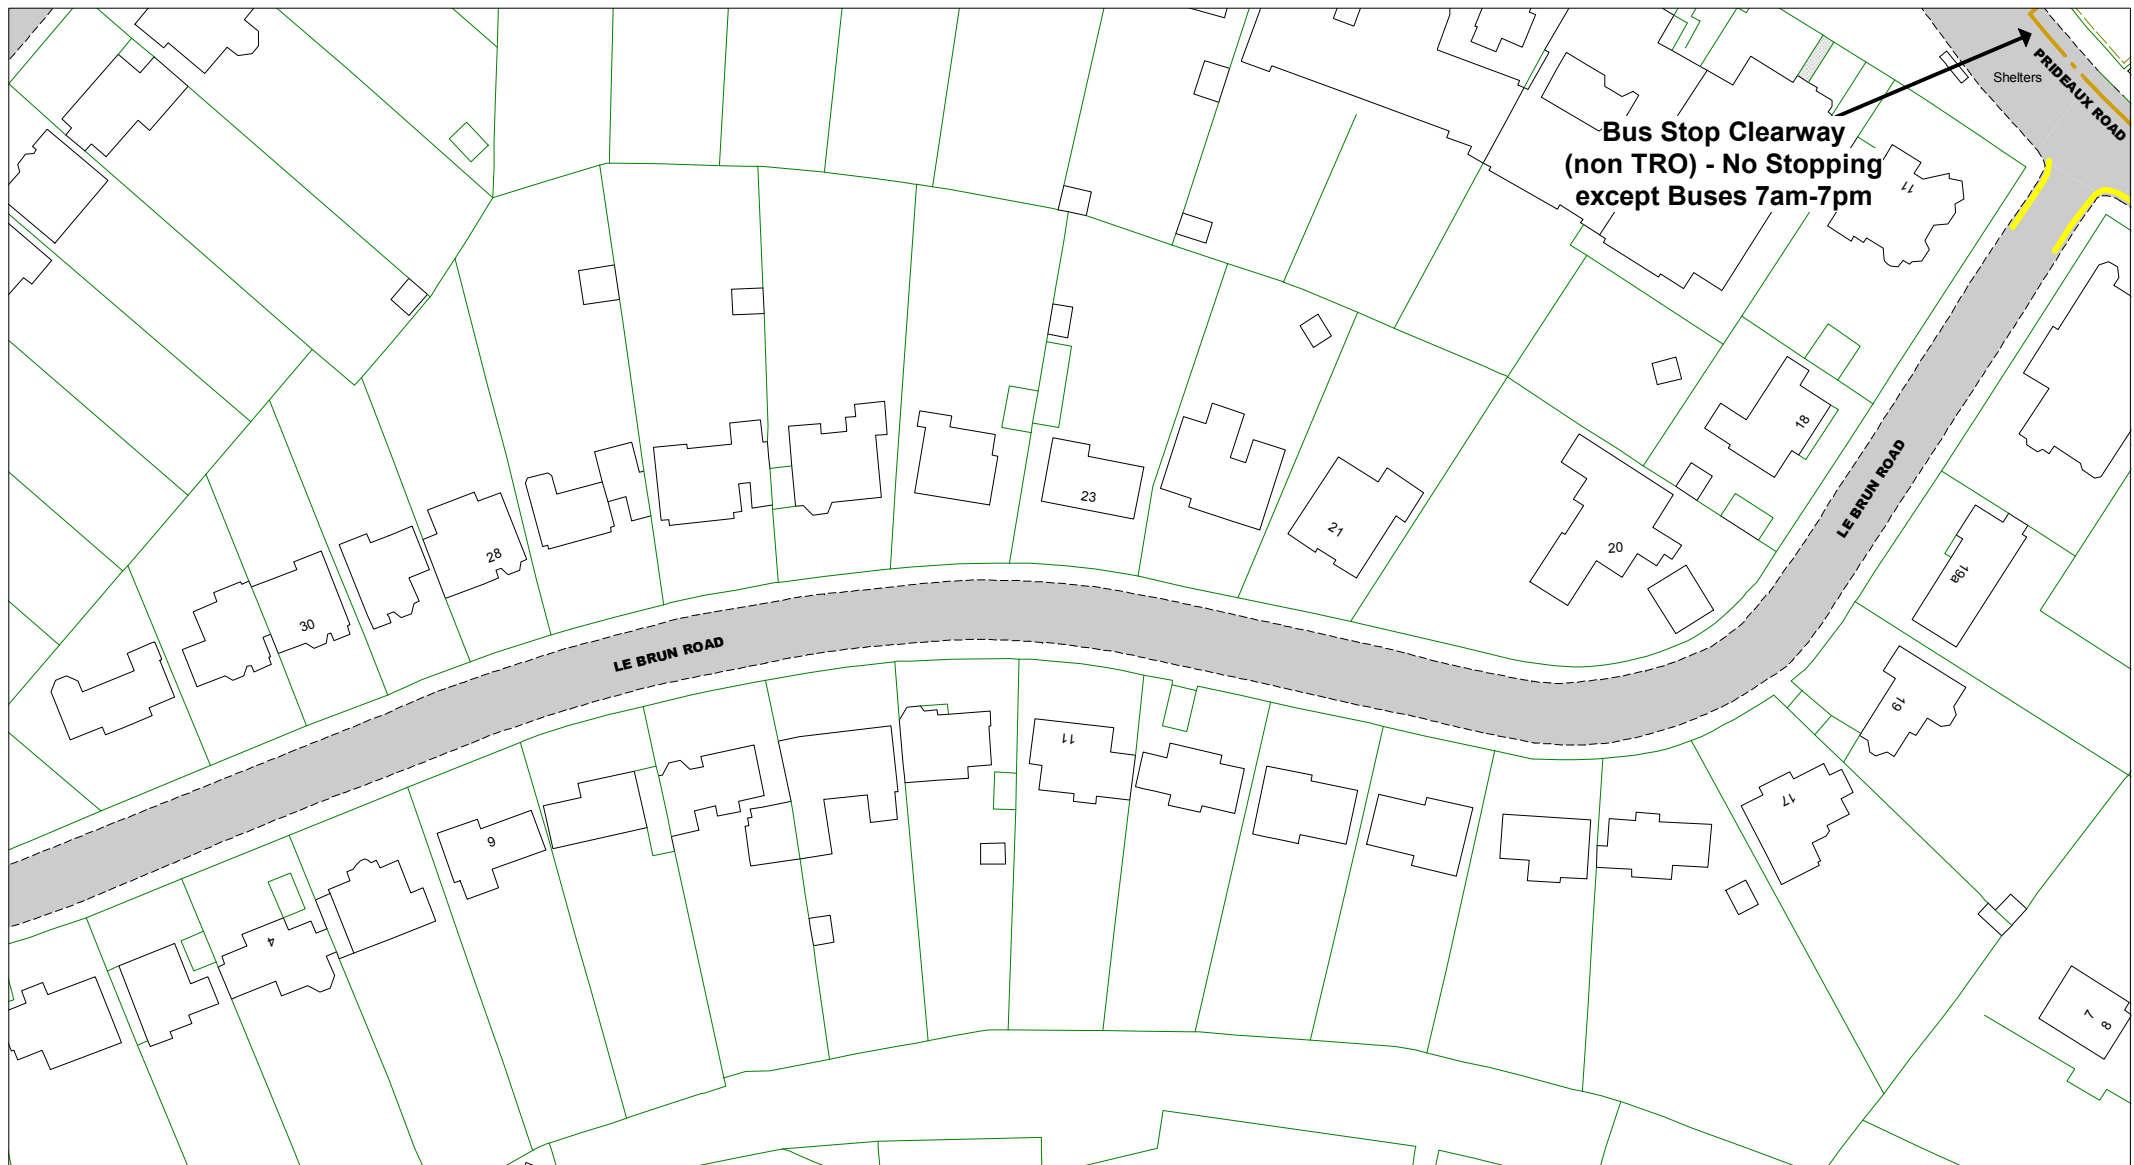 Shelters
PRIDEAUX ROAD
Bus Stop Clearway
(non TRO) - No Stopping
except Buses 7am-7pm
11
18
LE BRUN ROAD
23
21
20
28
19a
30
LE BRUN ROAD
19
11
17
9
4
7
8